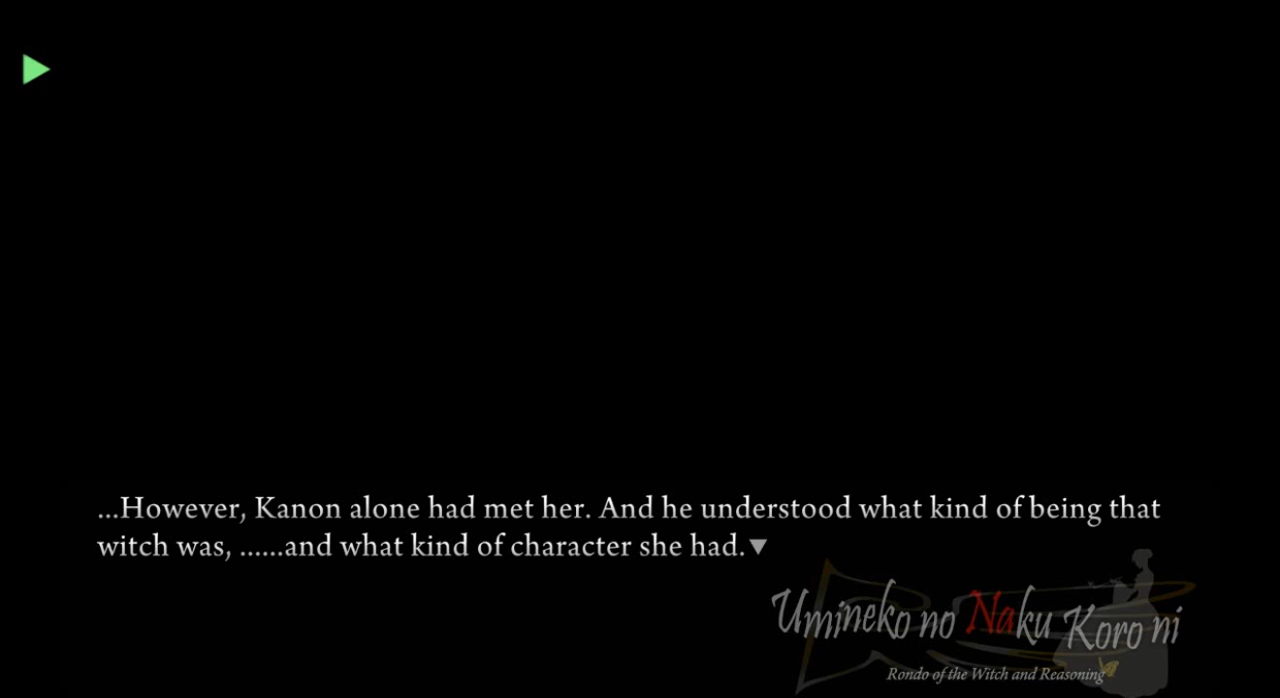 ...However, Kanon alone had met her. And he understood what kind of being that
witch was, ......and what kind of character she had.
Umineko no Naku Koro ni
Rondo of the Witch and Reasoning